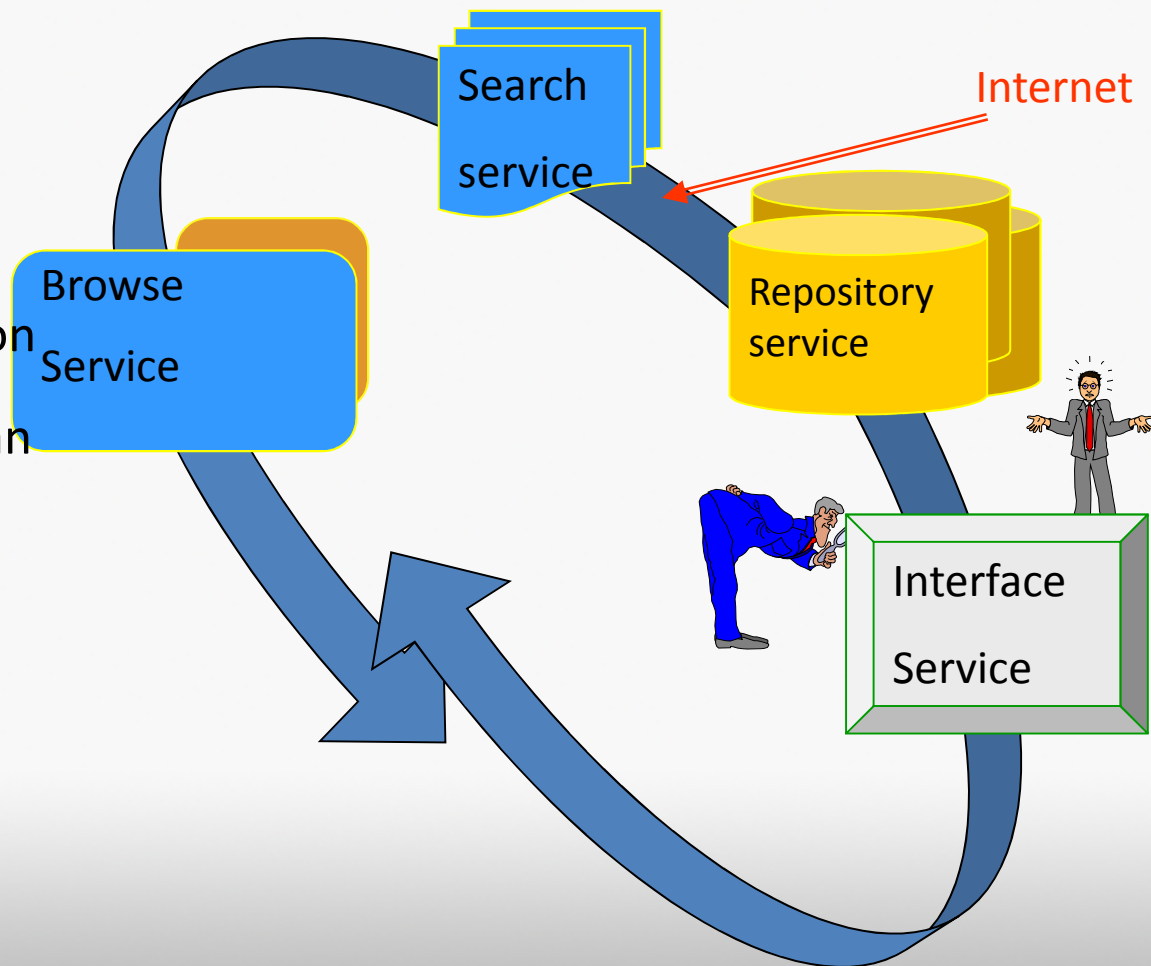 Search
service
Internet
Browse
Service
Repository
service
Interface
Service